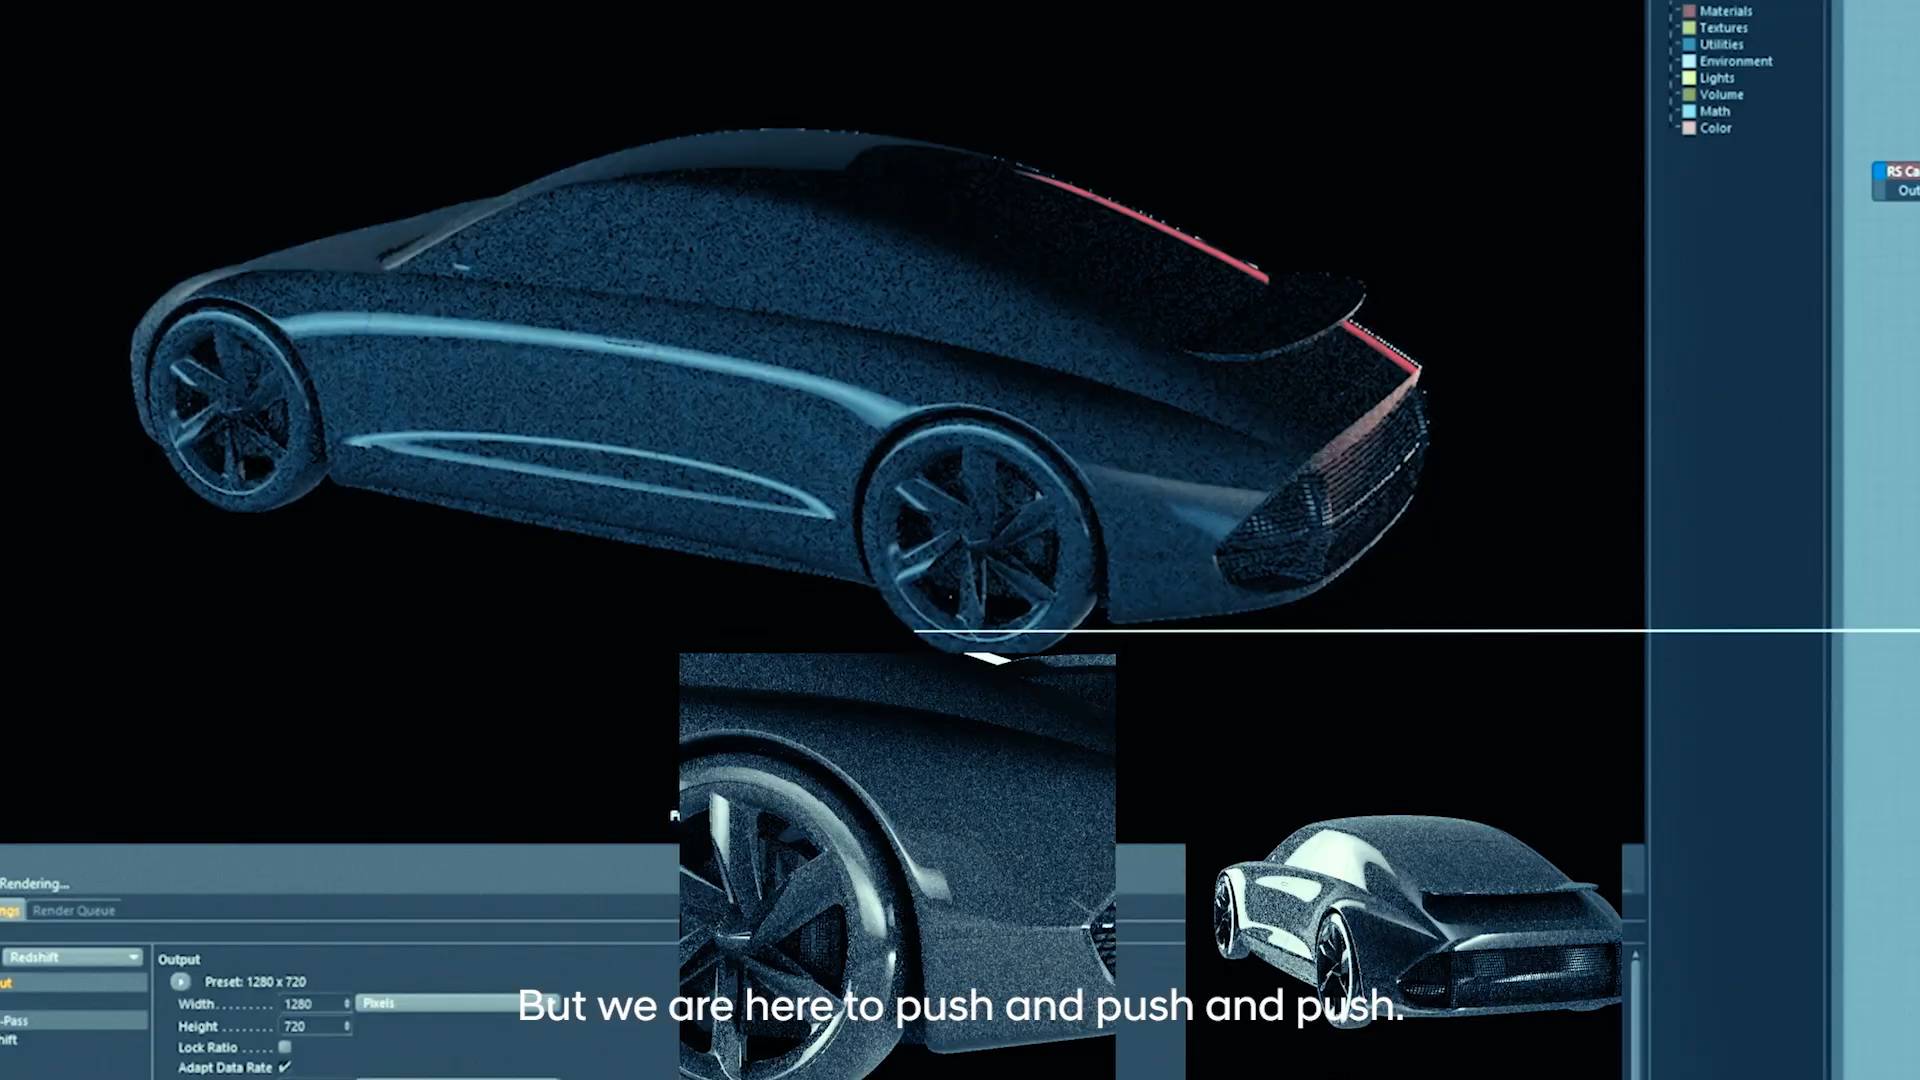 Materials
Textures
Utilities
Environment
Lights
Volume
Math
Color
RS Ca
Out
Rendering...
ngs Render Queue
Redshift
ut
-Pass
hift
Output
Preset: 1280 x 720
Width 1280 Pixels
Height 720
Lock Ratio
Adapt Data Rate
But we are here to push and push and push.